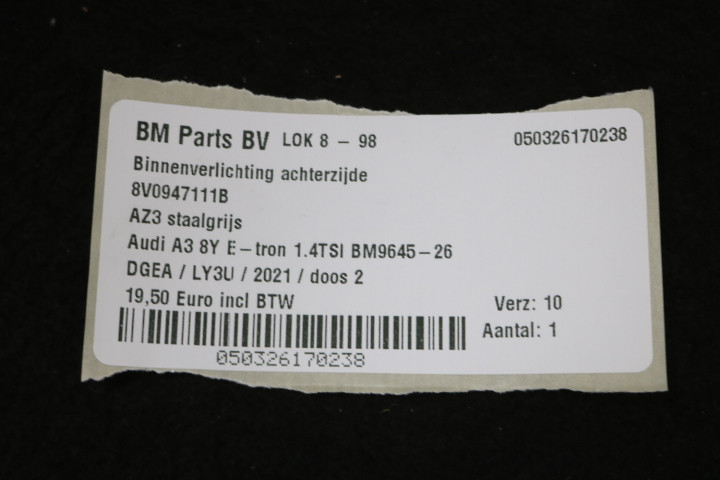 BM Parts BV LOK 8 - 98 050326170238
Binnenverlichting achterzijde
8V0947111B
AZ3 staalgrijs
Audi A3 8Y E-tron 1.4TSI BM9645-26
DGEA / LY3U / 2021 / doos 2
19,50 Euro incl BTW Verz: 10
Aantal: 1
050326170238